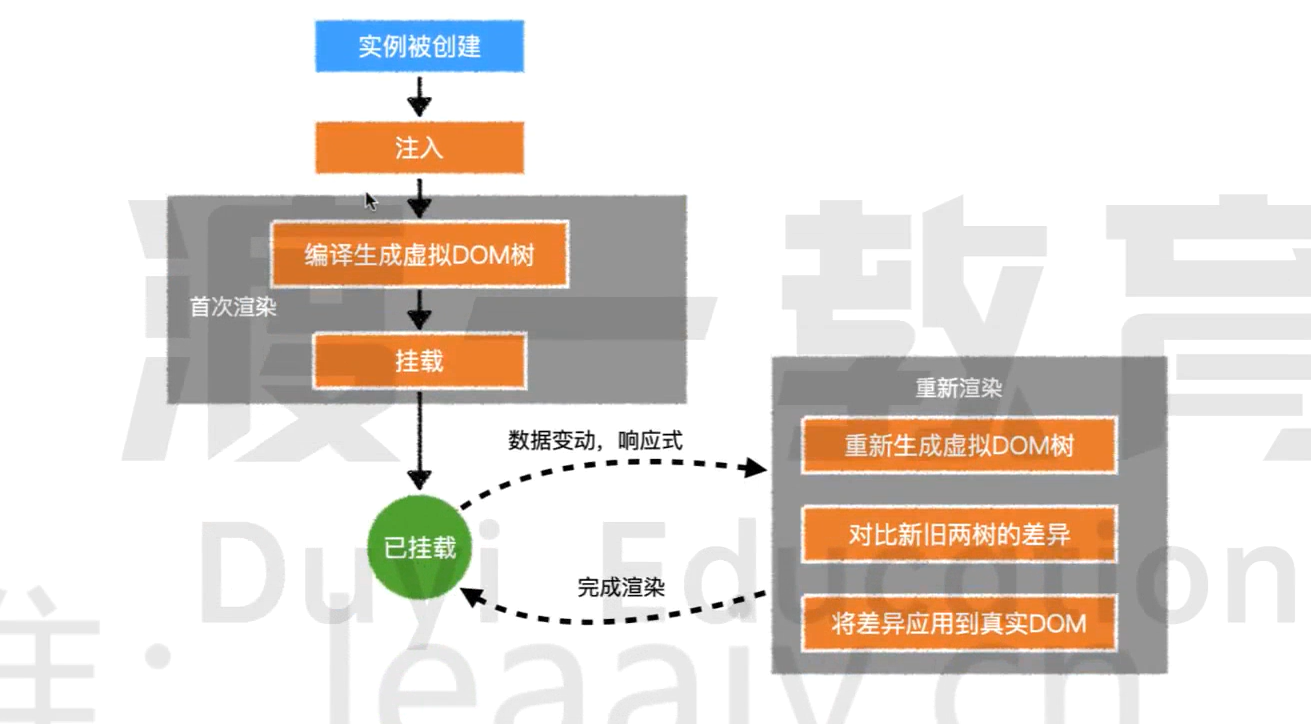 实例被创建
注入
编译生成虚拟DOM树
首次渲染
挂载
重新渲染
数据变动，响应式
重新生成虚拟DOM树
对比新旧两树的差异
已挂载
完成渲染
将差异应用到真实DOM
渡一教育
Duyi Education